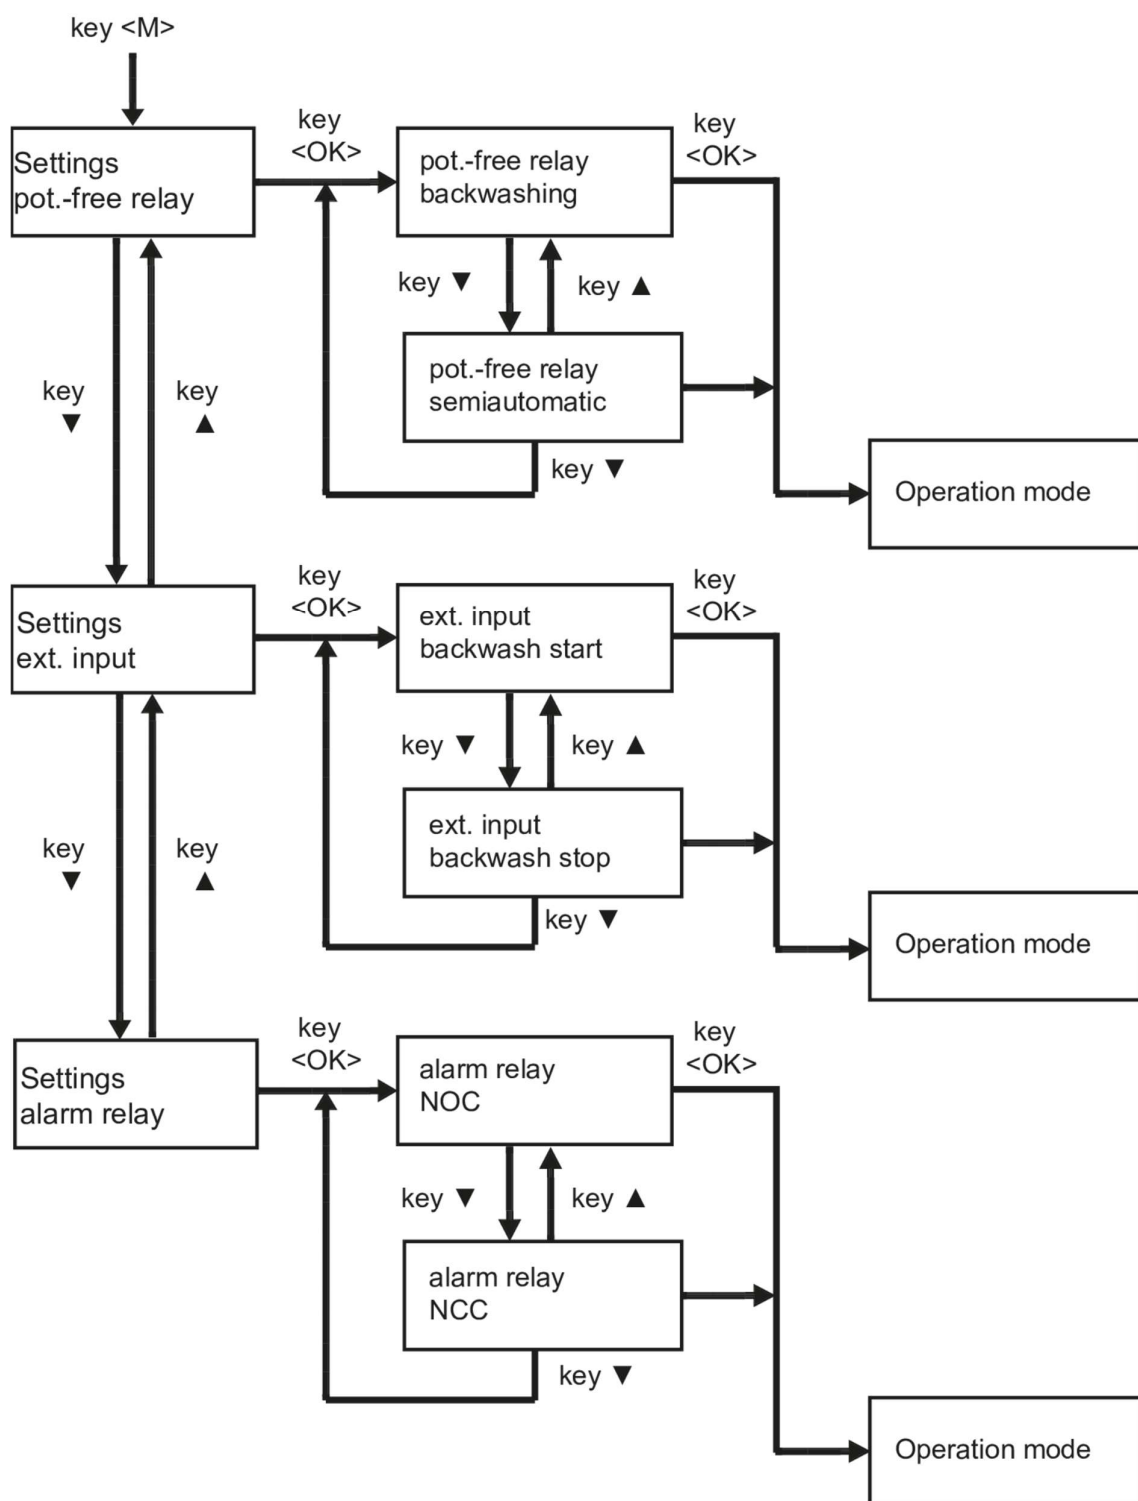 key <M>
key
<OK>
key
<OK>
Settings
pot.-free relay
pot.-free relay
backwashing
key ▼
key ▲
pot.-free relay
semiautomatic
key
▼
key
▲
key ▼
Operation mode
key
<OK>
key
<OK>
Settings
ext. input
ext. input
backwash start
key ▼
key ▲
ext. input
backwash stop
key
▼
key
▲
key ▼
Operation mode
key
<OK>
key
<OK>
Settings
alarm relay
alarm relay
NOC
key ▼
key ▲
alarm relay
NCC
key ▼
Operation mode